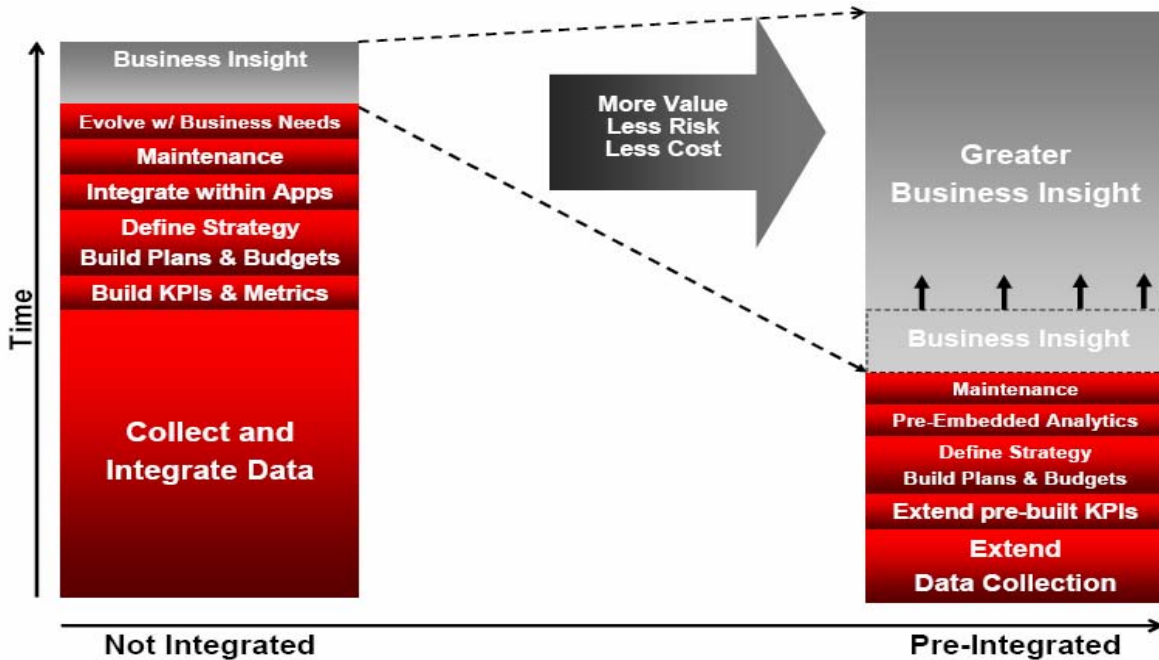 Business Insight
Evolve w/ Business Needs
Maintenance
Integrate within Apps
Define Strategy
Build Plans & Budgets
Build KPIs & Metrics
Collect and
Integrate Data
Time
More Value
Less Risk
Less Cost
Greater
Business Insight
Business Insight
Maintenance
Pre-Embedded Analytics
Define Strategy
Build Plans & Budgets
Extend pre-built KPIs
Extend
Data Collection
Not Integrated
Pre-Integrated